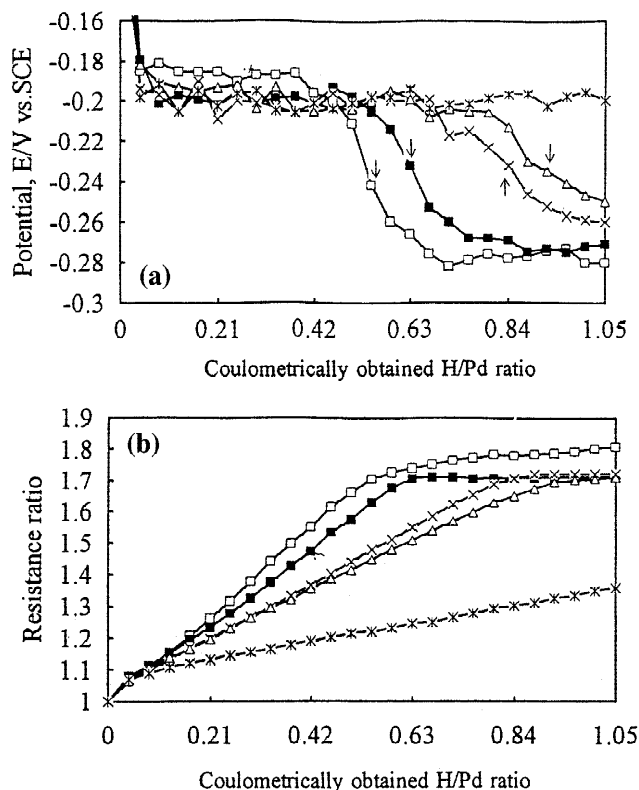 -0.16
-0.18
-0.2
-0.22
-0.24
-0.26
-0.28
-0.3
Potential, E/V vs.SCE
(a)
0 0.21 0.42 0.63 0.84 1.05
Coulometrically obtained H/Pd ratio
1.9
1.8
1.7
1.6
1.5
1.4
1.3
1.2
1.1
1
Resistance ratio
(b)
0 0.21 0.42 0.63 0.84 1.05
Coulometrically obtained H/Pd ratio